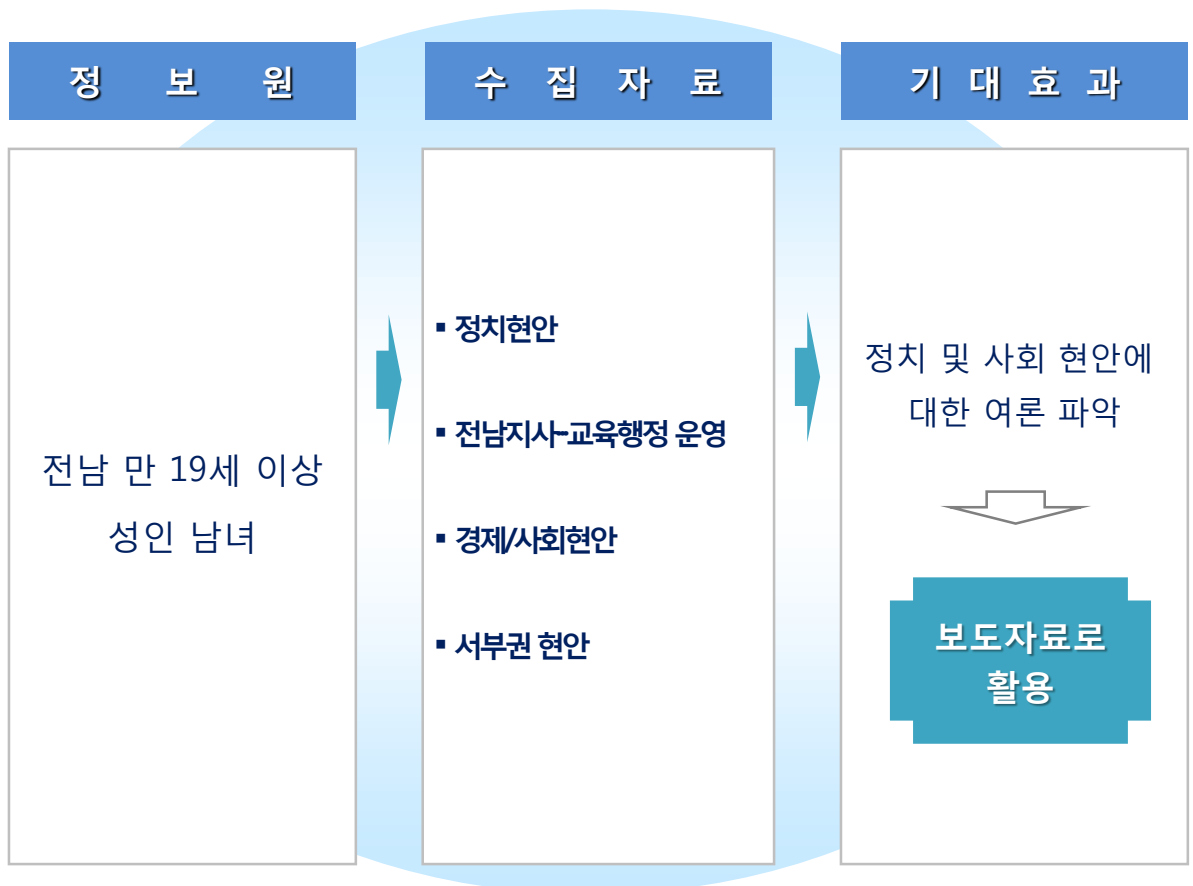 정 보 원
수 집 자 료
기 대 효 과
전남 만 19세 이상
성인 남녀
▪ 정치현안
▪ 전남지사-교육행정 운영
▪ 경제/사회현안
▪ 서부권 현안
정치 및 사회 현안에
대한 여론 파악
보도자료로
활용